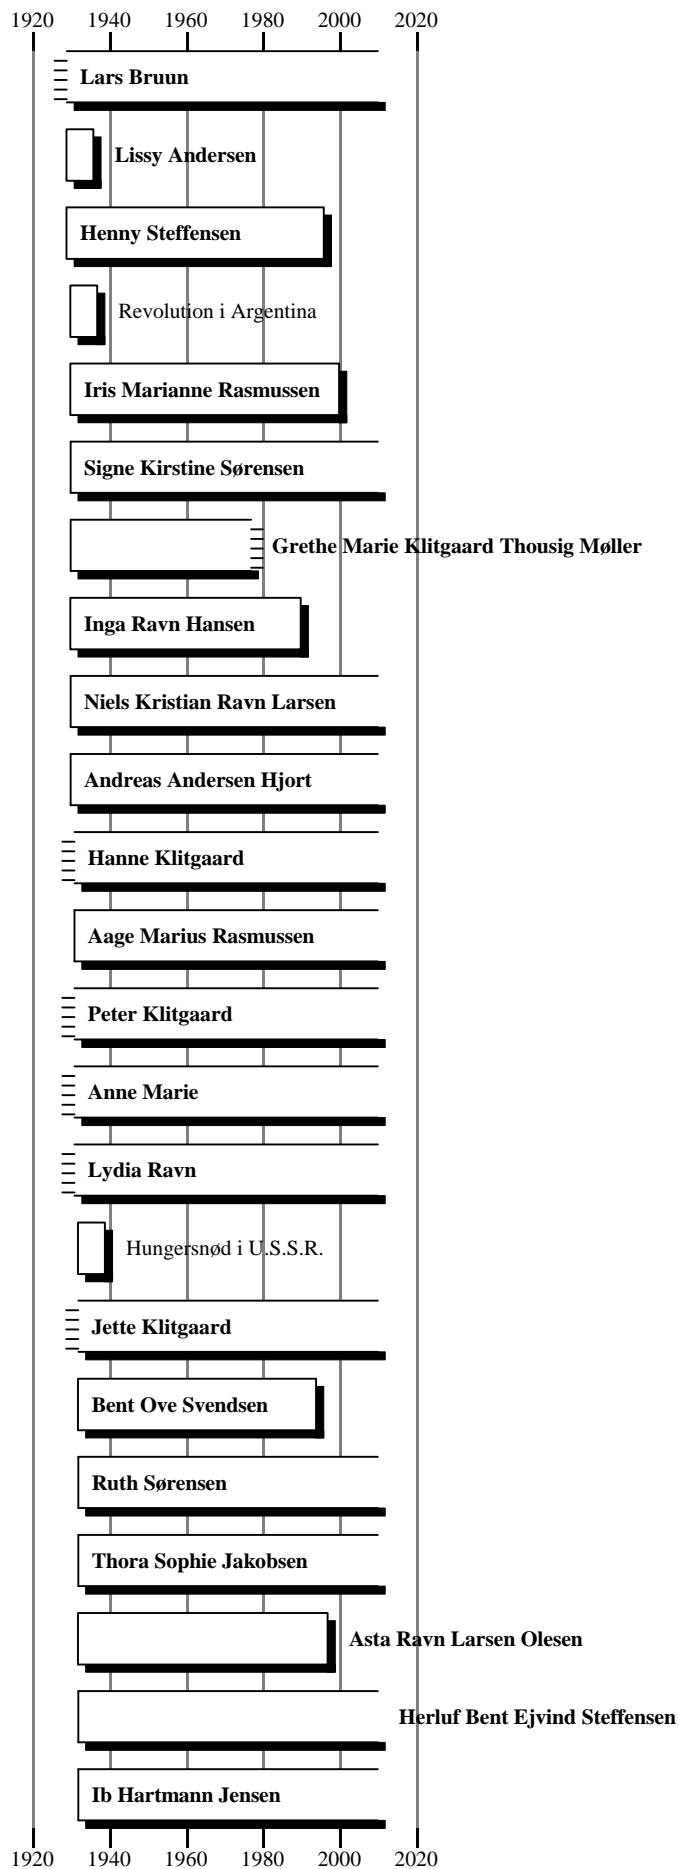 1920 1940 1960 1980 2000 2020
Lars Bruun
Lissy Andersen
Henny Steffensen
Revolution i Argentina
Iris Marianne Rasmussen
Signe Kirstine Sørensen
Grethe Marie Klitgaard Thousig Møller
Inga Ravn Hansen
Niels Kristian Ravn Larsen
Andreas Andersen Hjort
Hanne Klitgaard
Aage Marius Rasmussen
Peter Klitgaard
Anne Marie
Lydia Ravn
Hungersnød i U.S.S.R.
Jette Klitgaard
Bent Ove Svendsen
Ruth Sørensen
Thora Sophie Jakobsen
Asta Ravn Larsen Olesen
Herluf Bent Ejvind Steffensen
Ib Hartmann Jensen
1920 1940 1960 1980 2000 2020